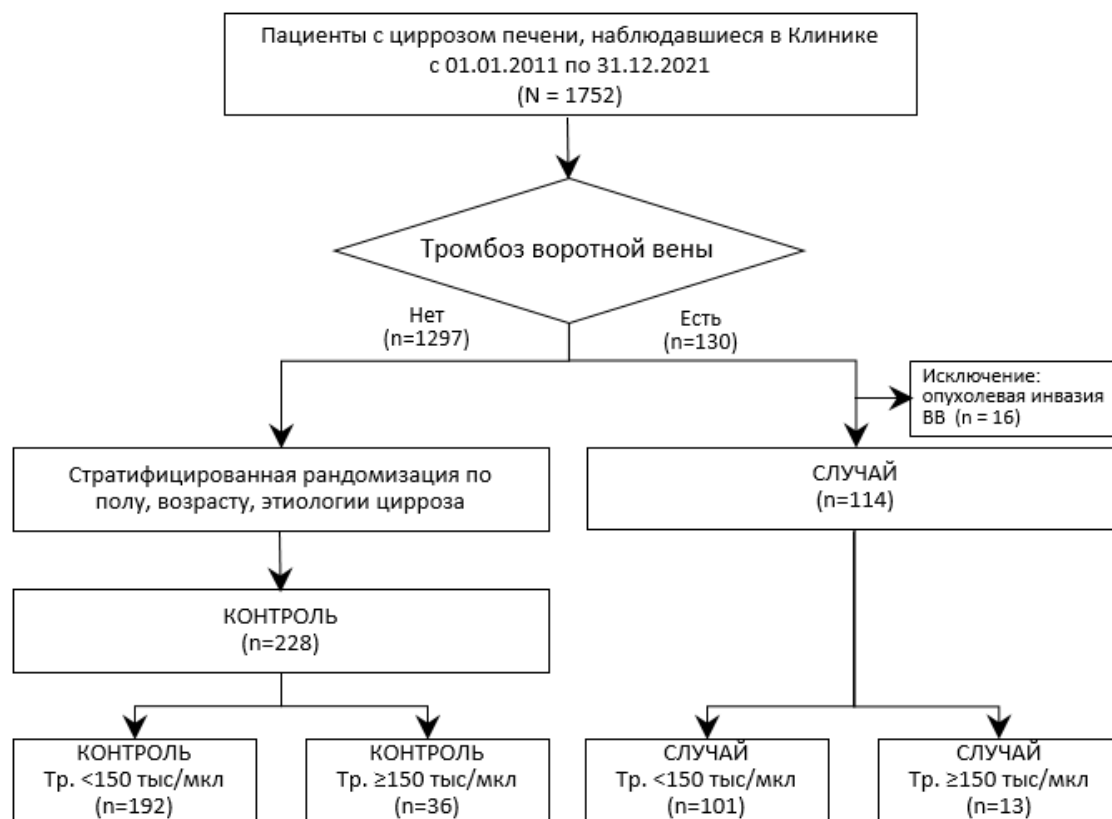 Пациенты с циррозом печени, наблюдавшиеся в Клинике
с 01.01.2011 по 31.12.2021
(N = 1752)
Тромбоз воротной вены
Нет
(n=1297)
Есть
(n=130)
Исключение:
опухолевая инвазия
ВВ (n = 16)
Стратифицированная рандомизация по
полу, возрасту, этиологии цирроза
СЛУЧАЙ
(n=114)
КОНТРОЛЬ
(n=228)
КОНТРОЛЬ
Тр. <150 тыс/мкл
(n=192)
КОНТРОЛЬ
Тр. ≥150 тыс/мкл
(n=36)
СЛУЧАЙ
Тр. <150 тыс/мкл
(n=101)
СЛУЧАЙ
Тр. ≥150 тыс/мкл
(n=13)